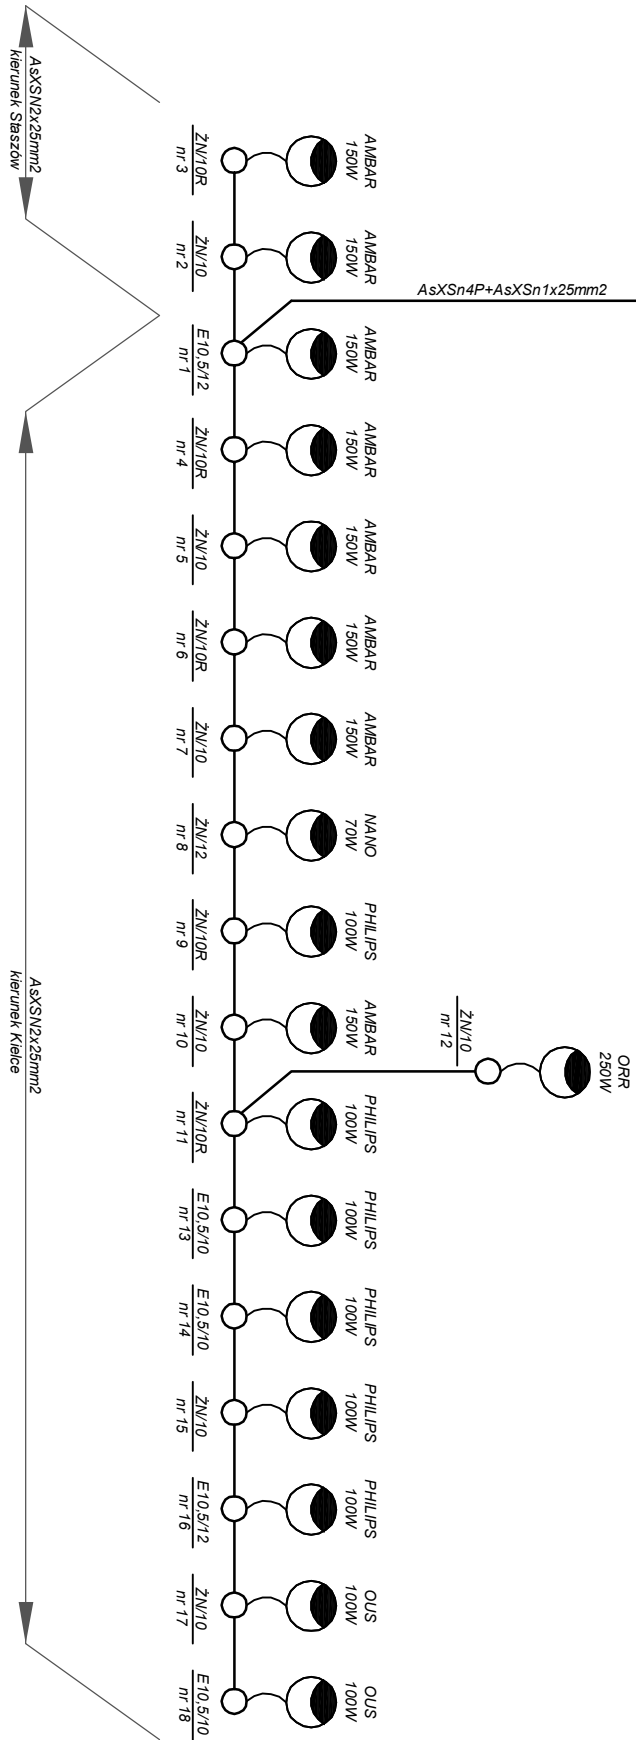 AsXSN2x25mm2
kierunek Staszów
AMBAR
150W
ŻN/10R
nr 3
AMBAR
150W
ŻN/10
nr 2
AsXSn4P+AsXSn1x25mm2
AMBAR
150W
E10,5/12
nr 1
AMBAR
150W
ŻN/10R
nr 4
AMBAR
150W
ŻN/10
nr 5
AMBAR
150W
ŻN/10R
nr 6
AMBAR
150W
ŻN/10
nr 7
NANO
70W
ŻN/12
nr 8
PHILIPS
100W
ŻN/10R
nr 9
AMBAR
150W
ŻN/10
nr 10
ORR
250W
ŻN/10
nr 12
PHILIPS
100W
ŻN/10R
nr 11
PHILIPS
100W
E10,5/10
nr 13
PHILIPS
100W
E10,5/10
nr 14
PHILIPS
100W
ŻN/10
nr 15
PHILIPS
100W
E10,5/12
nr 16
OUS
100W
ŻN/10
nr 17
OUS
100W
E10,5/10
nr 18
AsXSN2x25mm2
kierunek Kielce